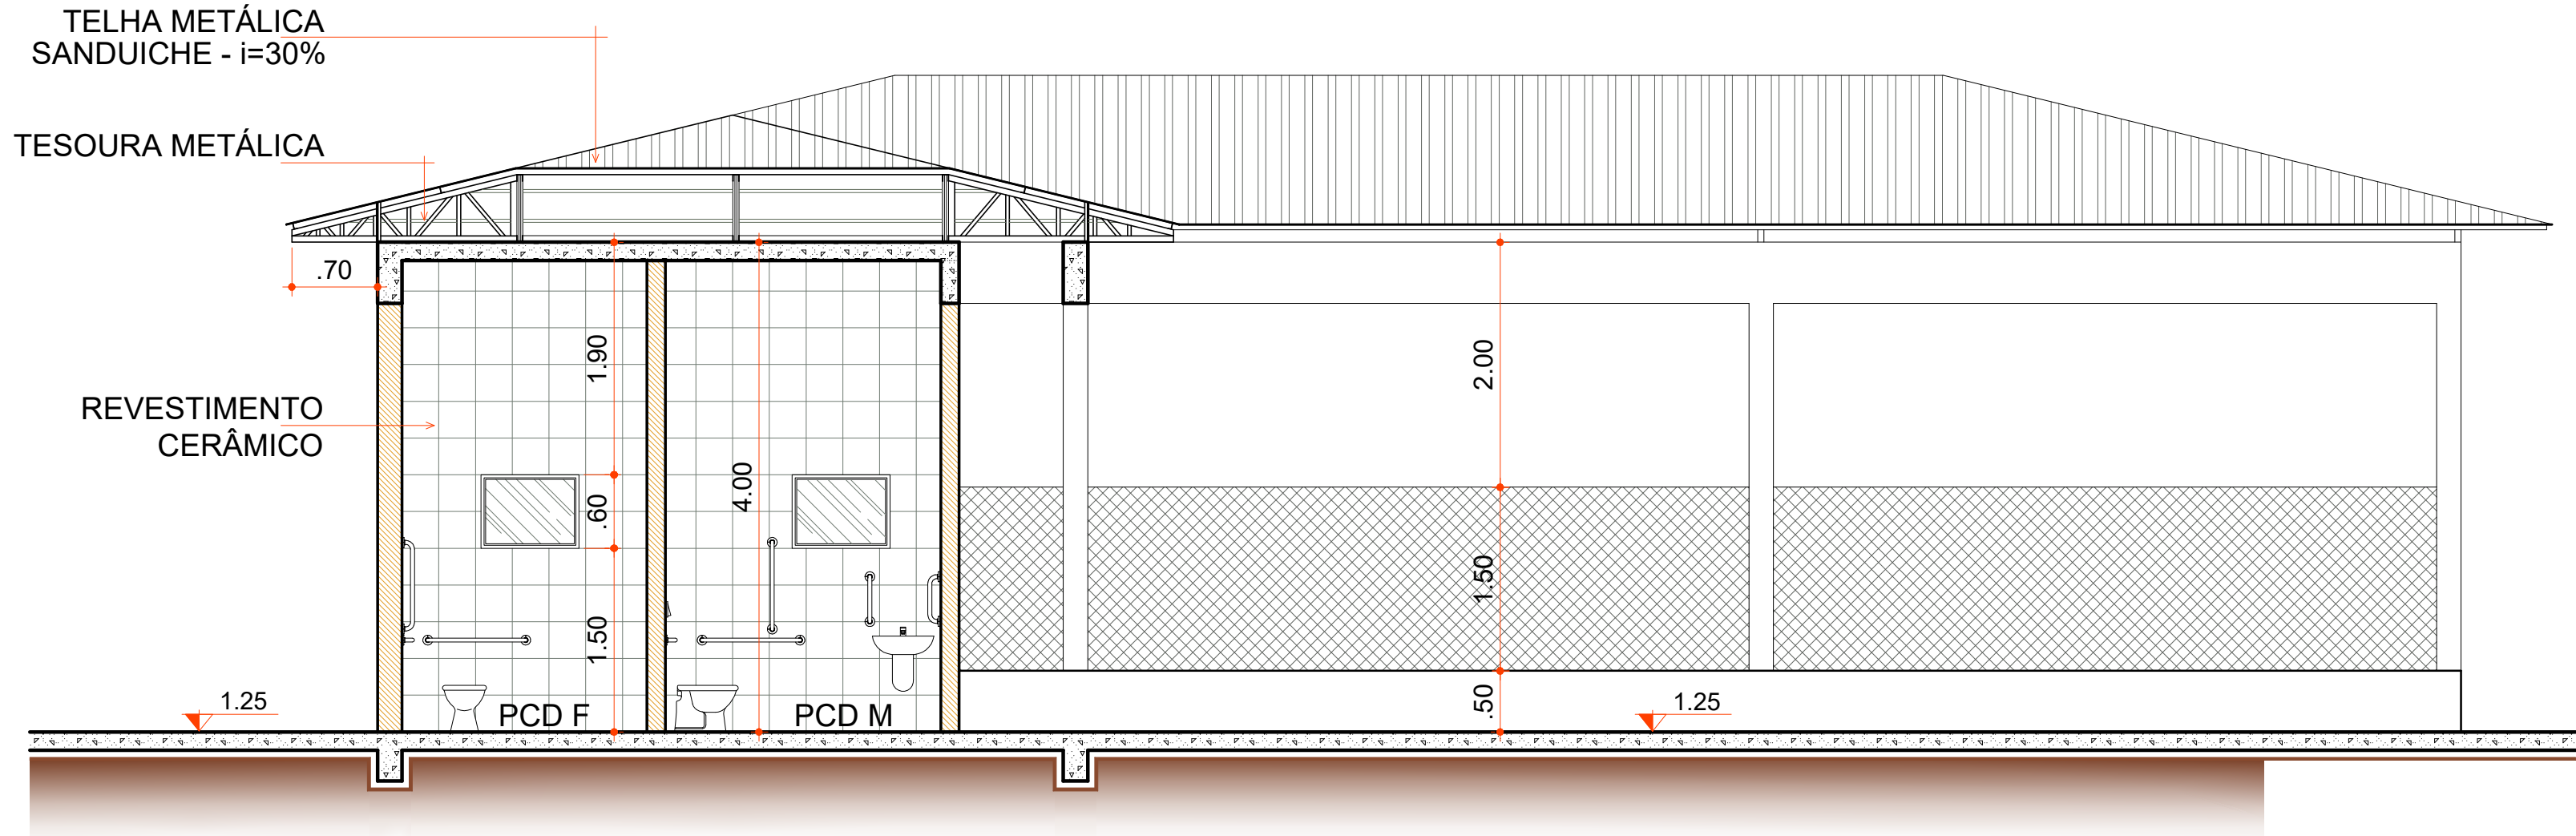 TELHA METÁLICA
SANDUICHE - i=30%
TESOURA METÁLICA
.70
1.90
2.00
REVESTIMENTO
CERÂMICO
4.00
.60
1.50
1.50
.50
1.25
PCD F
PCD M
1.25